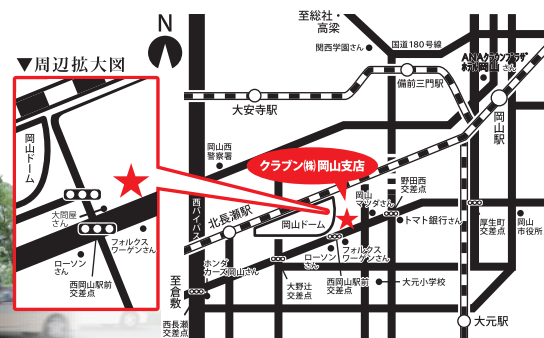 N
至総社・
高梁
国道180号線
関西学園さん
▼周辺拡大図
ANAクラウンプラザ
ホテル岡山さん
備前三門駅
大安寺駅
岡山駅
岡山西
警察署
クラブン㈱岡山支店
岡山ドーム
野田西
交差点
岡山
マツダさん
西バイパス
北長瀬駅
トマト銀行さん
厚生町
交差点
岡山
市役所
岡山ドーム
大間屋
さん
フォルクス
ワーゲンさん
ローソン
さん
西岡山駅前
交差点
フォルクス
ワーゲンさん
ローソン
さん
ホンダ
カーズ岡山さん
至倉敷
大野辻
交差点
西岡山駅前
交差点
大元小学校
西長瀬
交差点
大元駅